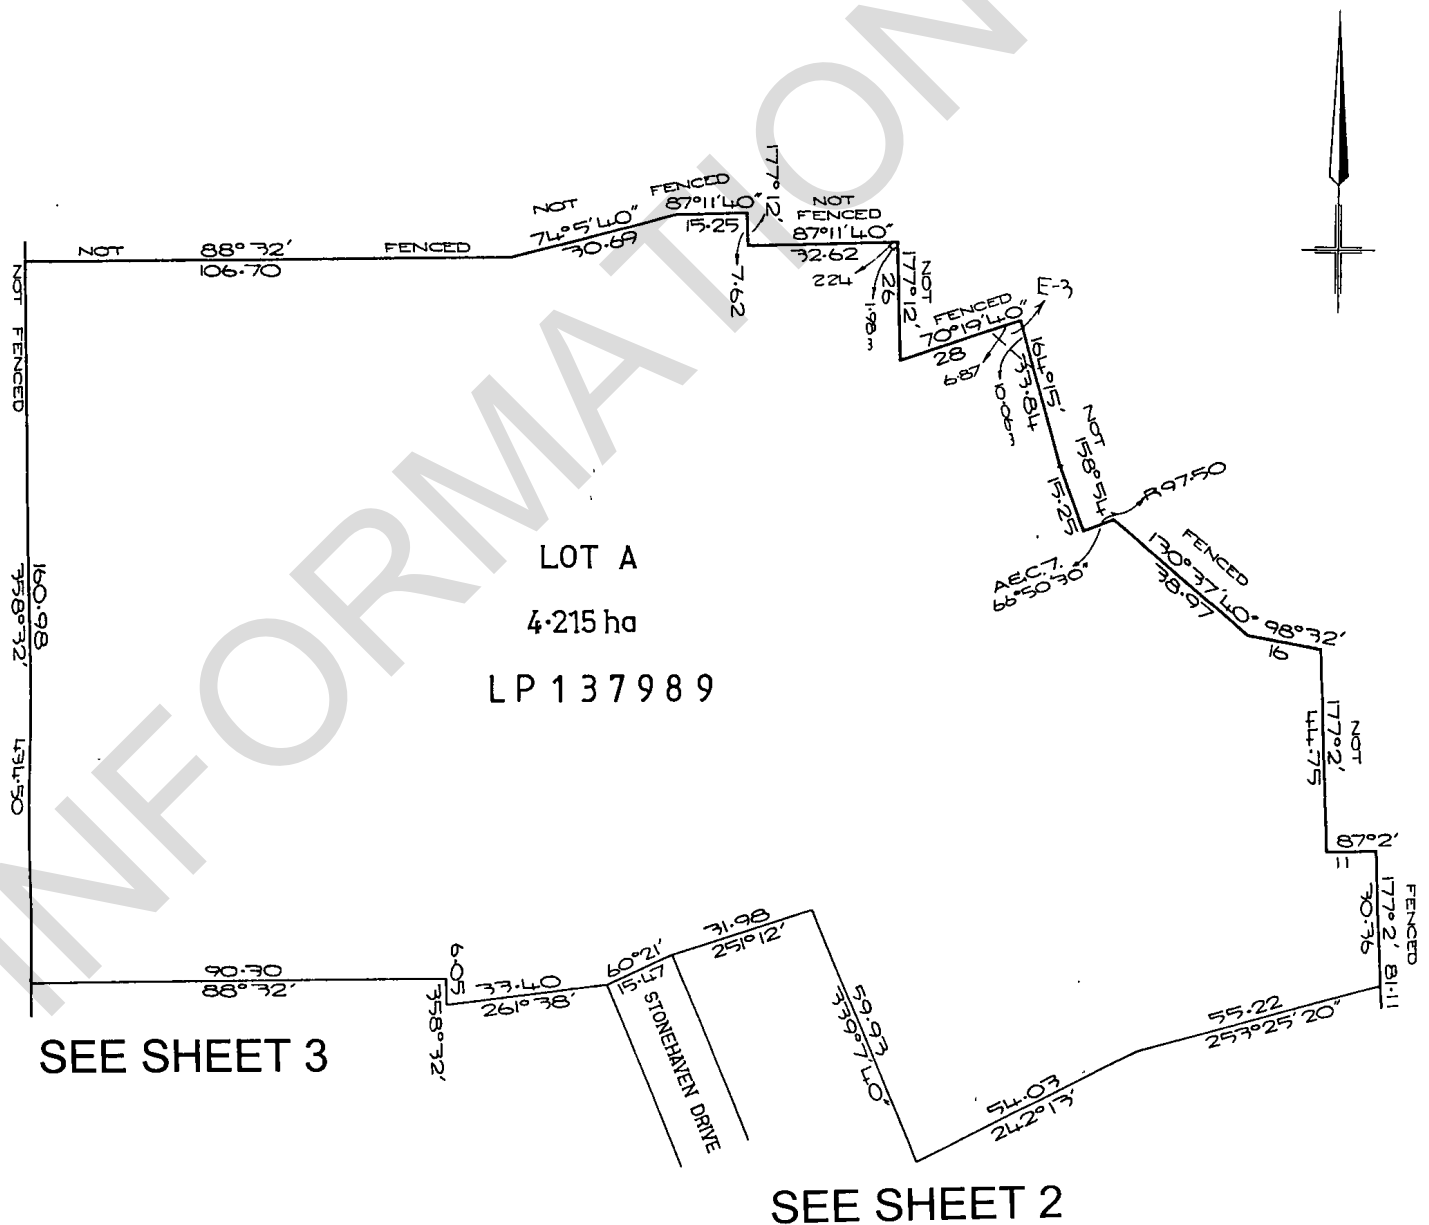 INFORMATION
NOT
88°32'
FENCED
106.70
NOT
74°5'40"
30.69
FENCED
87°11'40"
15.25
177°12'
7.62
NOT
FENCED
87°11'40"
32.62
224
1.98m
26
177°12'
NOT
FENCED
70°19'40"
28
6.87
E-3
10.06m
164°15'
33.84
NOT
158°54'
15.25
R97.50
A&C.7.
66°50'30"
FENCED
130°37'40"
38.97
98°32'
16
NOT
177°2'
44.75
87°2'
11
FENCED
177°2'
30.36
81.11
NOT FENCED
160.98
358°32'
434.50
LOT A
4.215 ha
LP 137989
90.30
88°32'
6.05
358°32'
33.40
261°38'
60°21'
15.47
31.98
251°12'
STONEHAVEN DRIVE
59.93
339°7'40"
54.03
242°13'
55.22
253°25'20"
SEE SHEET 3
SEE SHEET 2